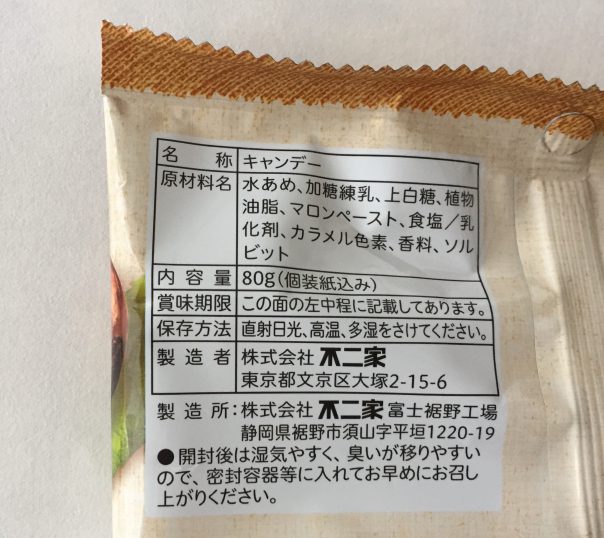 名称 キャンデー
原材料名 水あめ、加糖練乳、上白糖、植物
油脂、マロンペースト、食塩／乳
化剤、カラメル色素、香料、ソル
ビット
内容量 80g(個装紙込み)
賞味期限 この面の左中程に記載してあります。
保存方法 直射日光、高温、多湿をさけてください。
製造者 株式会社 不二家
東京都文京区大塚2-15-6
製造所:株式会社 不二家 富士裾野工場
静岡県裾野市須山字平垣1220-19
●開封後は湿気やすく、臭いが移りやすい
ので、密封容器等に入れてお早めにお召し
上がりください。